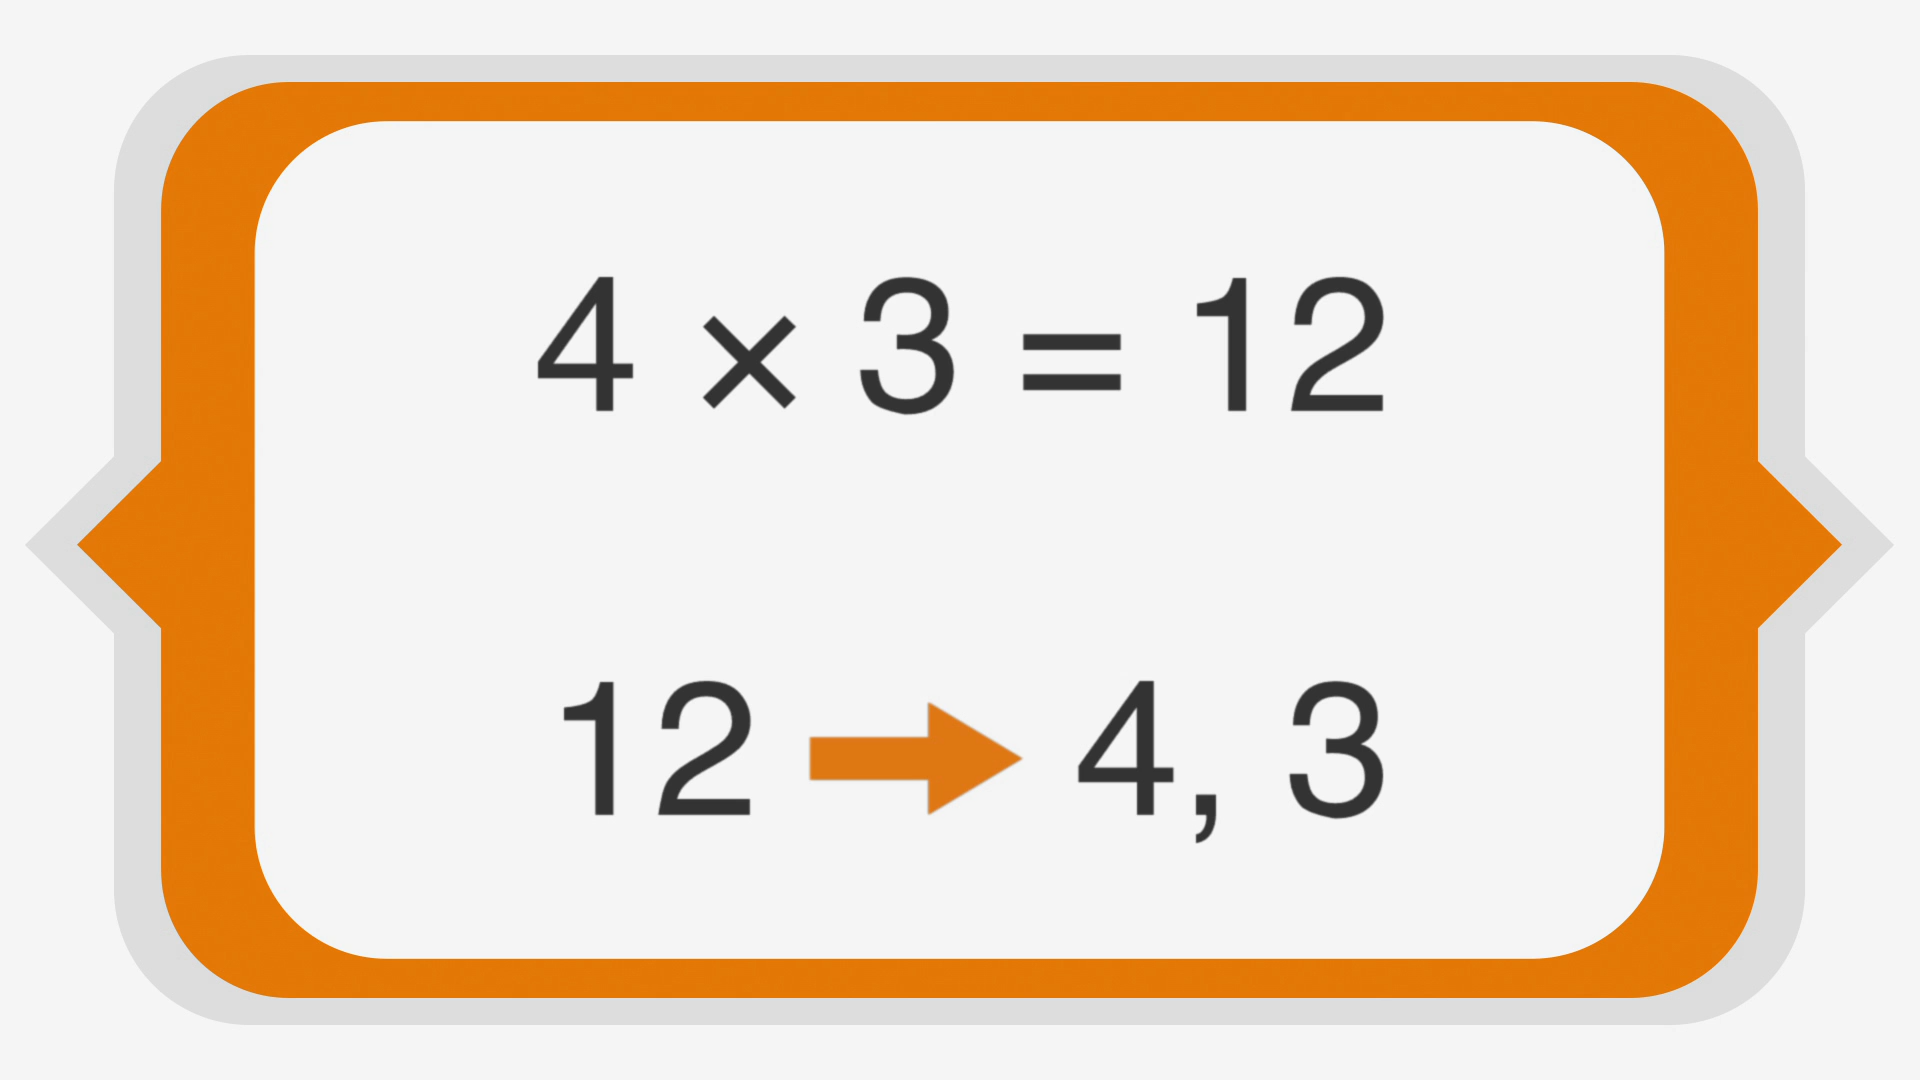 4 × 3 = 12
12 → 4, 3